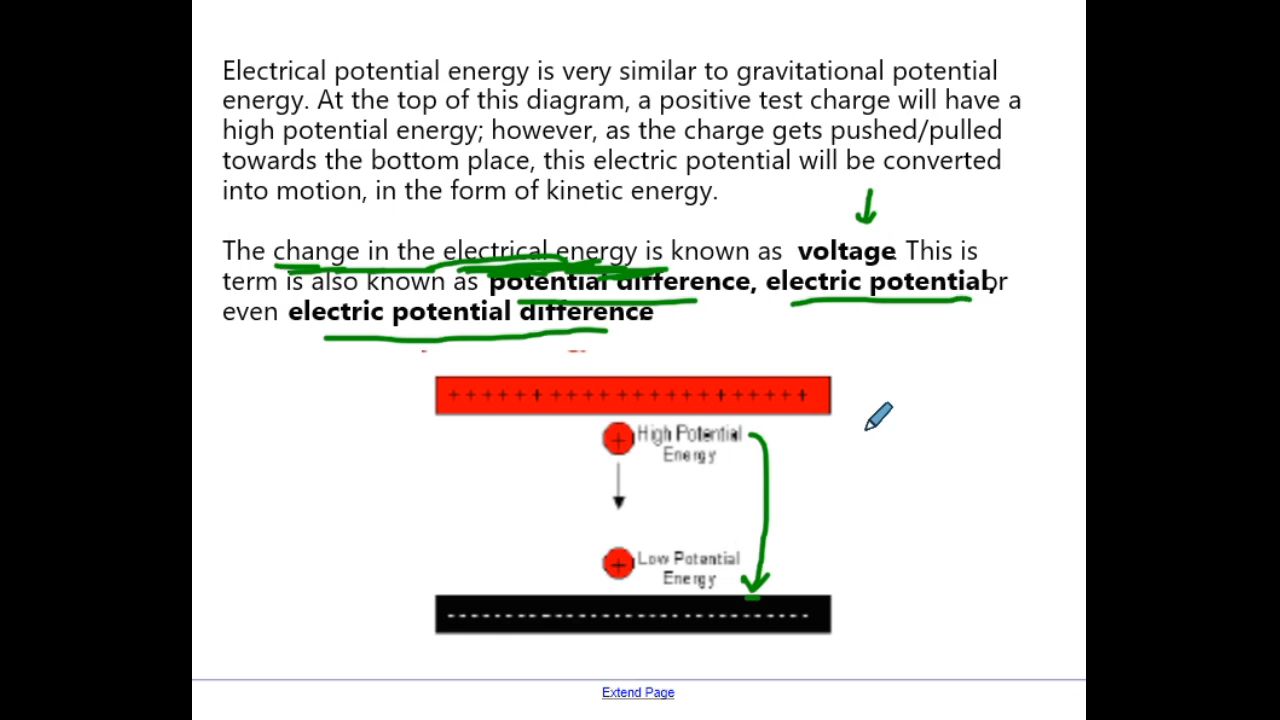 Electrical potential energy is very similar to gravitational potential
energy. At the top of this diagram, a positive test charge will have a
high potential energy; however, as the charge gets pushed/pulled
towards the bottom place, this electric potential will be converted
into motion, in the form of kinetic energy.
The change in the electrical energy is known as voltage. This is
term is also known as potential difference, electric potential, or
even electric potential difference
+ + + + + + + + + + + + + + + + + + + + + +
+ High Potential
Energy
+ Low Potential
Energy
Extend Page